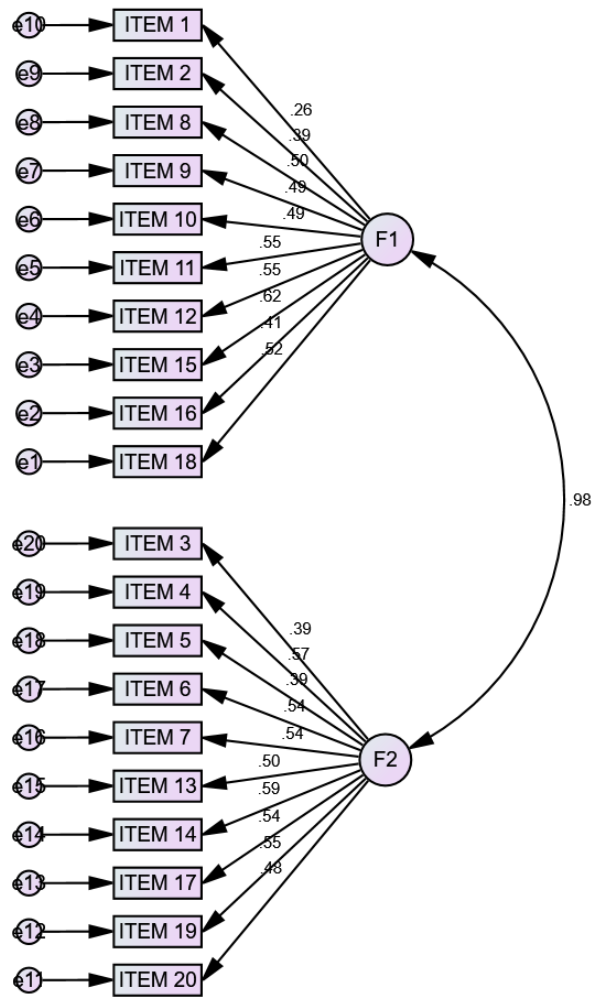 e10 ITEM 1
e9 ITEM 2
e8 ITEM 8
e7 ITEM 9
e6 ITEM 10
e5 ITEM 11
e4 ITEM 12
e3 ITEM 15
e2 ITEM 16
e1 ITEM 18
.26
.39
.50
.49
.49
.55
.55
.62
.41
.52
F1
.98
e20 ITEM 3
e19 ITEM 4
e18 ITEM 5
e17 ITEM 6
e16 ITEM 7
e15 ITEM 13
e14 ITEM 14
e13 ITEM 17
e12 ITEM 19
e11 ITEM 20
.39
.57
.39
.54
.54
.50
.59
.54
.55
.48
F2